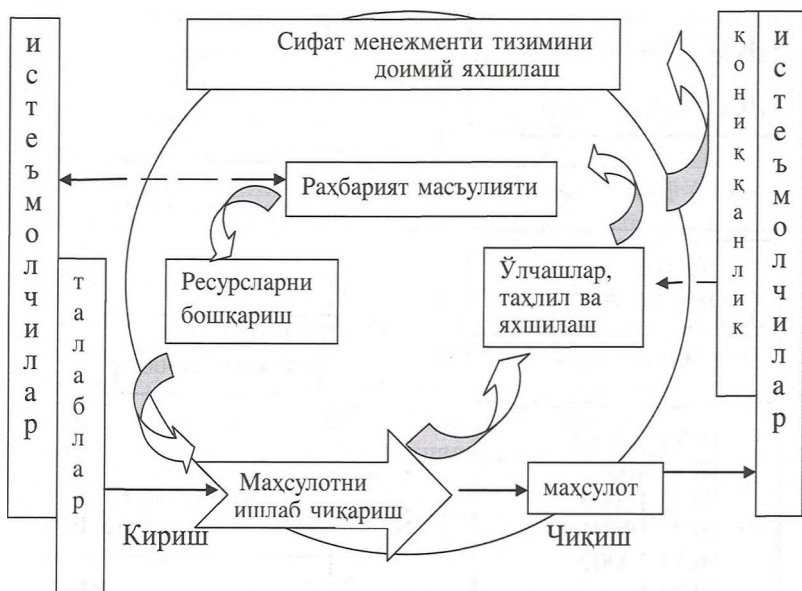 Сифат менежменти тизимини
доимий яхшилаш
истеъмолчилар
талаблар
Раҳбарият масъулияти
Ресурсларни
бошқариш
Ўлчашлар,
таҳлил ва
яхшилаш
Маҳсулотни
ишлаб чиқариш
маҳсулот
Кириш
Чиқиш
қониққанлик
истеъмолчилар